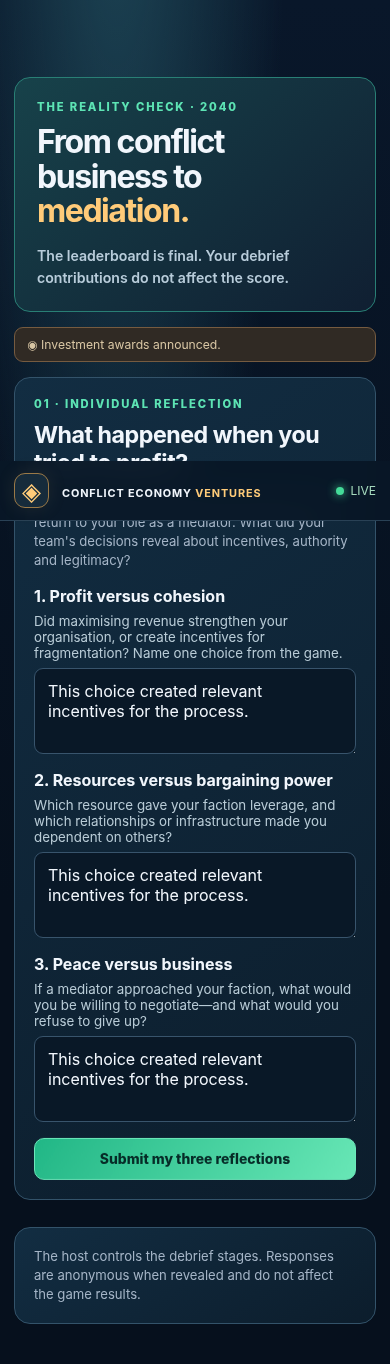 THE REALITY CHECK · 2040
From conflict
business to
mediation.
The leaderboard is final. Your debrief
contributions do not affect the score.
◉ Investment awards announced.
01 · INDIVIDUAL REFLECTION
What happened when you
tried to profit?
CONFLICT ECONOMY VENTURES
LIVE
return to your role as a mediator. What did your
team's decisions reveal about incentives, authority
and legitimacy?
1. Profit versus cohesion
Did maximising revenue strengthen your
organisation, or create incentives for
fragmentation? Name one choice from the game.
This choice created relevant
incentives for the process.
2. Resources versus bargaining power
Which resource gave your faction leverage, and
which relationships or infrastructure made you
dependent on others?
This choice created relevant
incentives for the process.
3. Peace versus business
If a mediator approached your faction, what would
you be willing to negotiate—and what would you
refuse to give up?
This choice created relevant
incentives for the process.
Submit my three reflections
The host controls the debrief stages. Responses
are anonymous when revealed and do not affect
the game results.